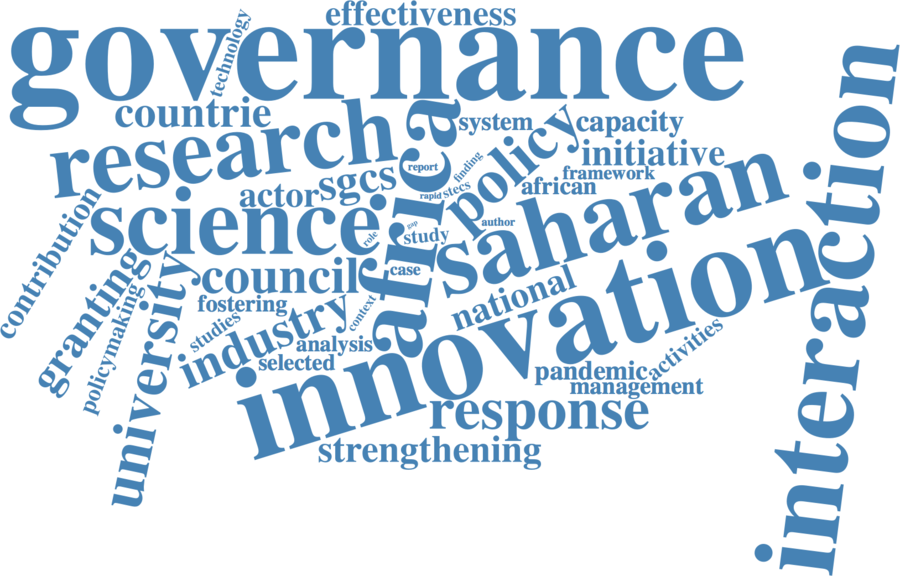 effectiveness
governance
technology
countrie
research
africa
system
policy
capacity
initiative
finding
report
framework
rapid
stecs
african
actor
sgcs
interaction
contribution
science
saharan
author
gap
study
role
granting
council
case
university
policymaking
fostering
national
innovation
context
studies
industry
analysis
selected
pandemic
activities
management
response
strengthening